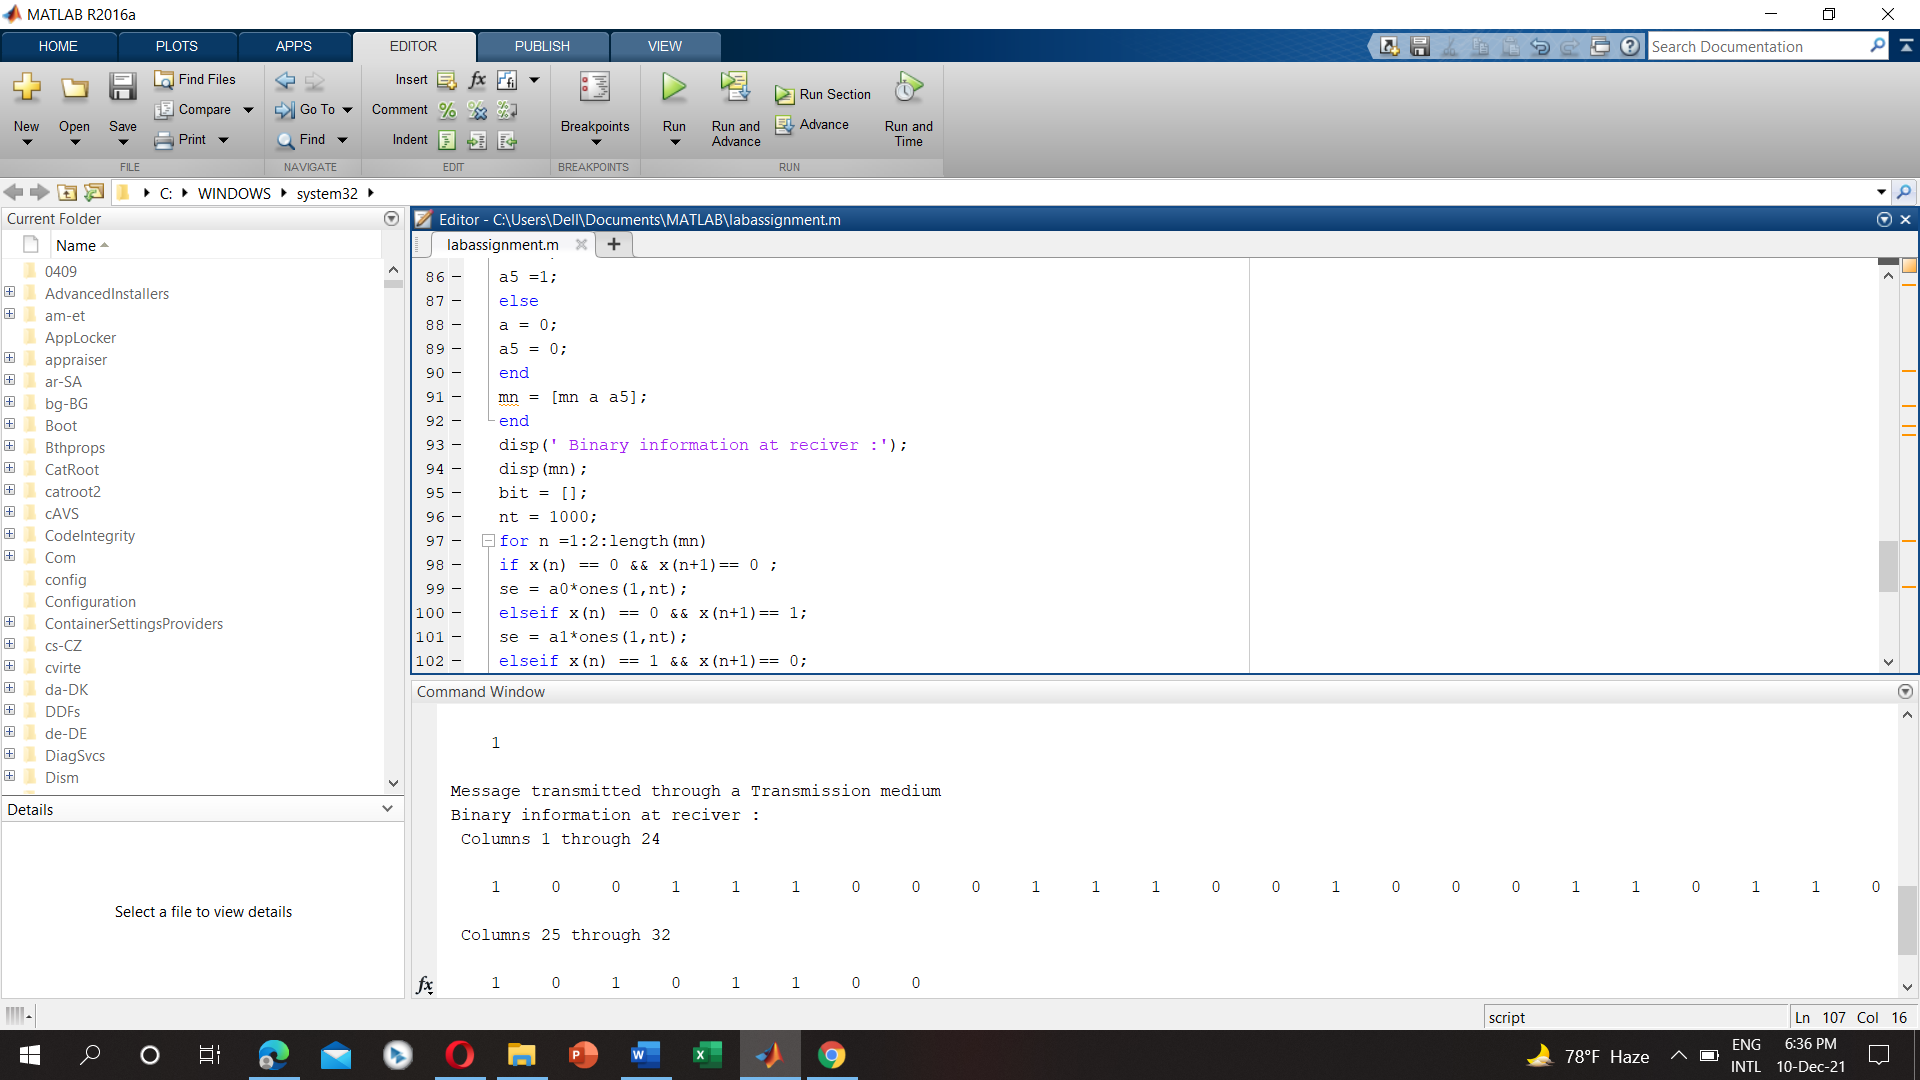 MATLAB R2016a
HOME PLOTS APPS EDITOR PUBLISH VIEW
Search Documentation
New
Open
Save
Find Files
Compare
Print
FILE
Go To
Find
NAVIGATE
Insert
Comment
Indent
EDIT
Breakpoints
BREAKPOINTS
Run
Run and
Advance
Run Section
Advance
Run and
Time
RUN
C: WINDOWS system32
Current Folder
Name
0409
AdvancedInstallers
am-et
AppLocker
appraiser
ar-SA
bg-BG
Boot
Bthprops
CatRoot
catroot2
cAVS
CodeIntegrity
Com
config
Configuration
ContainerSettingsProviders
cs-CZ
cvirte
da-DK
DDFs
de-DE
DiagSvcs
Dism
Details
Select a file to view details
Editor - C:\Users\Dell\Documents\MATLAB\labassignment.m
labassignment.m
86 – a5 =1;
87 – else
88 – a = 0;
89 – a5 = 0;
90 – end
91 – mn = [mn a a5];
92 – end
93 – disp(' Binary information at reciver :');
94 – disp(mn);
95 – bit = [];
96 – nt = 1000;
97 – for n =1:2:length(mn)
98 – if x(n) == 0 && x(n+1)== 0 ;
99 – se = a0*ones(1,nt);
100 – elseif x(n) == 0 && x(n+1)== 1;
101 – se = a1*ones(1,nt);
102 – elseif x(n) == 1 && x(n+1)== 0;
Command Window
1
Message transmitted through a Transmission medium
Binary information at reciver :
Columns 1 through 24
1 0 0 1 1 1 0 0 0 1 1 1 0 0 1 0 0 0 1 1 0 1 1 0
Columns 25 through 32
1 0 1 0 1 1 0 0
fx
script
Ln 107 Col 16
78°F Haze
ENG
INTL
6:36 PM
10-Dec-21